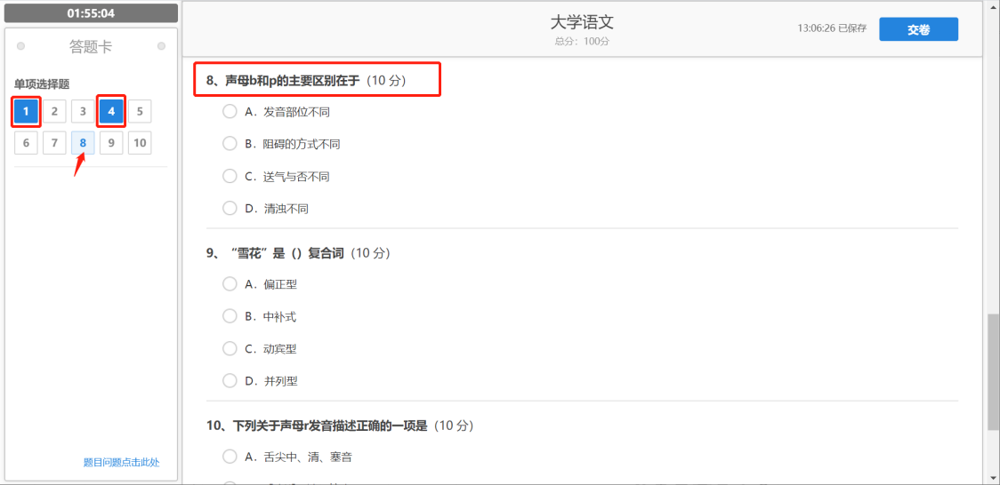 01:55:04
答题卡
单项选择题
1 2 3 4 5
6 7 8 9 10
题目问题点击此处
大学语文
总分：100分
13:06:26 已保存
交卷
8、声母b和p的主要区别在于（10 分）
A. 发音部位不同
B. 阻碍的方式不同
C. 送气与否不同
D. 清浊不同
9、“雪花”是（）复合词（10 分）
A. 偏正型
B. 中补式
C. 动宾型
D. 并列型
10、下列关于声母r发音描述正确的一项是（10 分）
A. 舌尖中、清、塞音